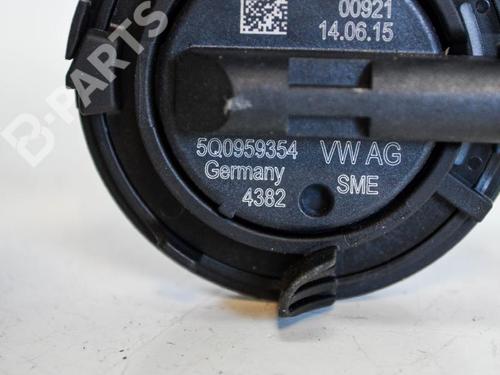 00921
14.06.15
B-PARTS
5Q0959354 VW AG
Germany SME
4382